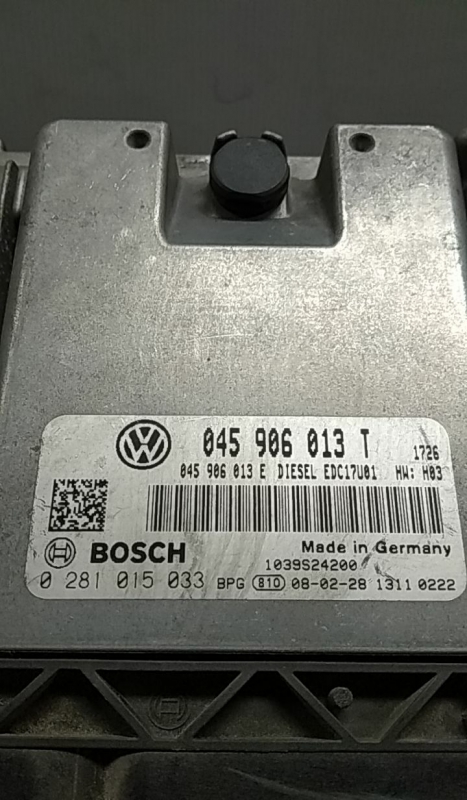 045 906 013 T 1726
045 906 013 E DIESEL EDC17U01 HW: H03
BOSCH Made in Germany
1039S24200
0 281 015 033 BPG 810 08-02-28 1311 0222